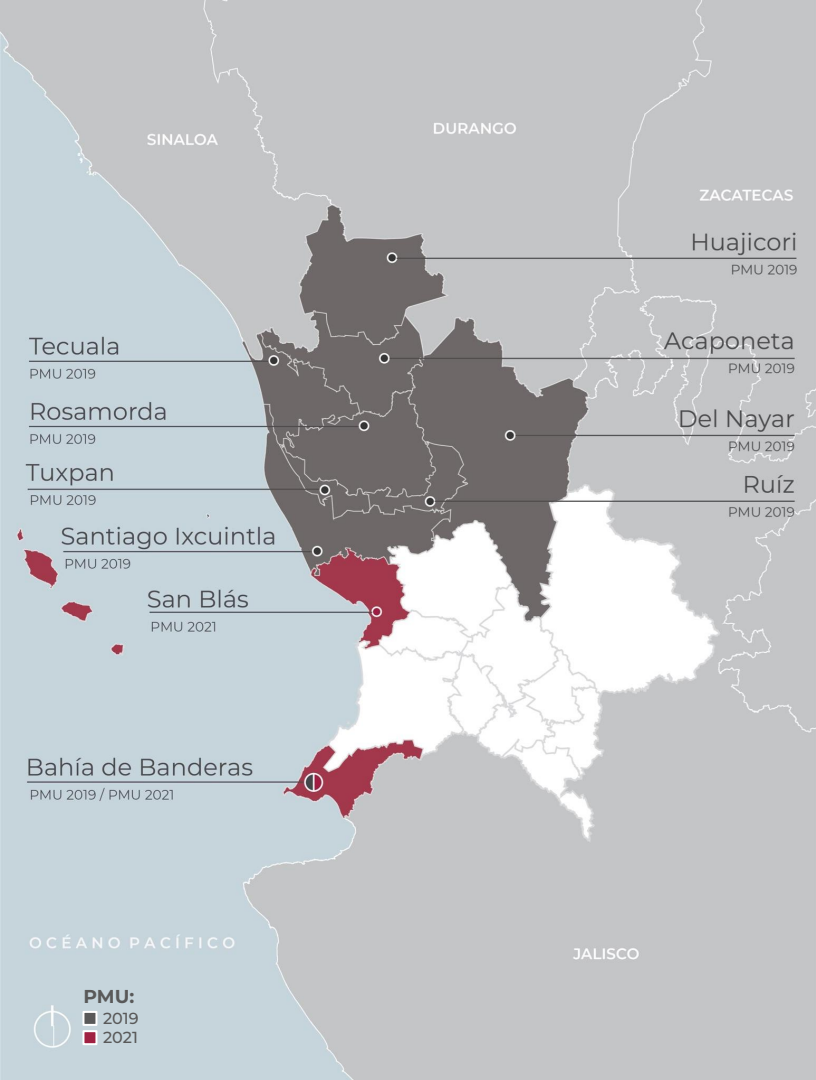 SINALOA
DURANGO
ZACATECAS
Huajicori
PMU 2019
Tecuala
PMU 2019
Acaponeta
PMU 2019
Rosamorda
PMU 2019
Del Nayar
PMU 2019
Tuxpan
PMU 2019
Ruíz
PMU 2019
Santiago Ixcuintla
PMU 2019
San Blás
PMU 2021
Bahía de Banderas
PMU 2019 / PMU 2021
OCÉANO PACÍFICO
JALISCO
PMU:
2019
2021